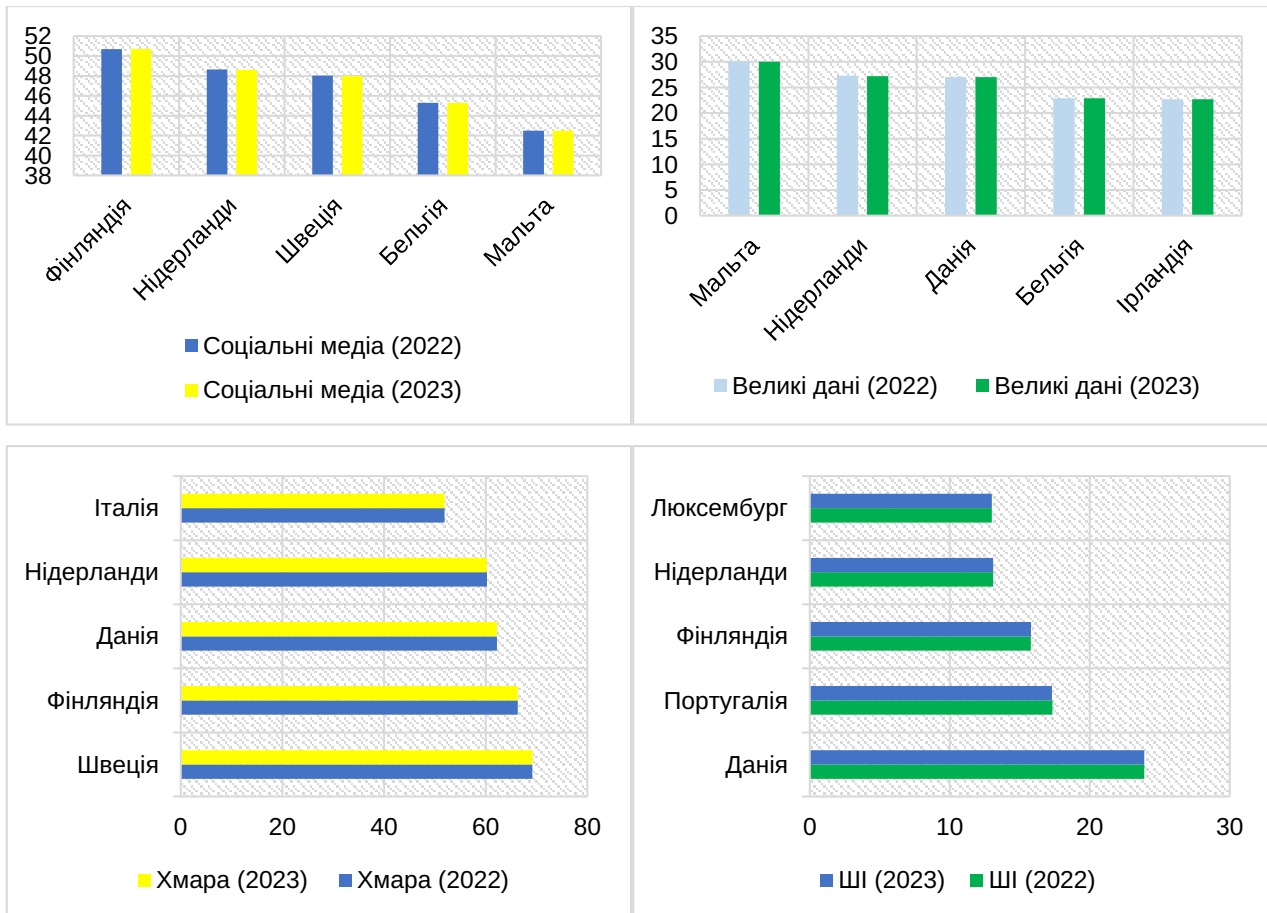 52
50
48
46
44
42
40
38
Фінляндія
Нідерланди
Швеція
Бельгія
Мальта
Соціальні медіа (2022)
Соціальні медіа (2023)
35
30
25
20
15
10
5
0
Мальта
Нідерланди
Данія
Бельгія
Ірландія
Великі дані (2022) Великі дані (2023)
Італія
Нідерланди
Данія
Фінляндія
Швеція
0 20 40 60 80
Хмара (2023) Хмара (2022)
Люксембург
Нідерланди
Фінляндія
Португалія
Данія
0 10 20 30
ШІ (2023) ШІ (2022)